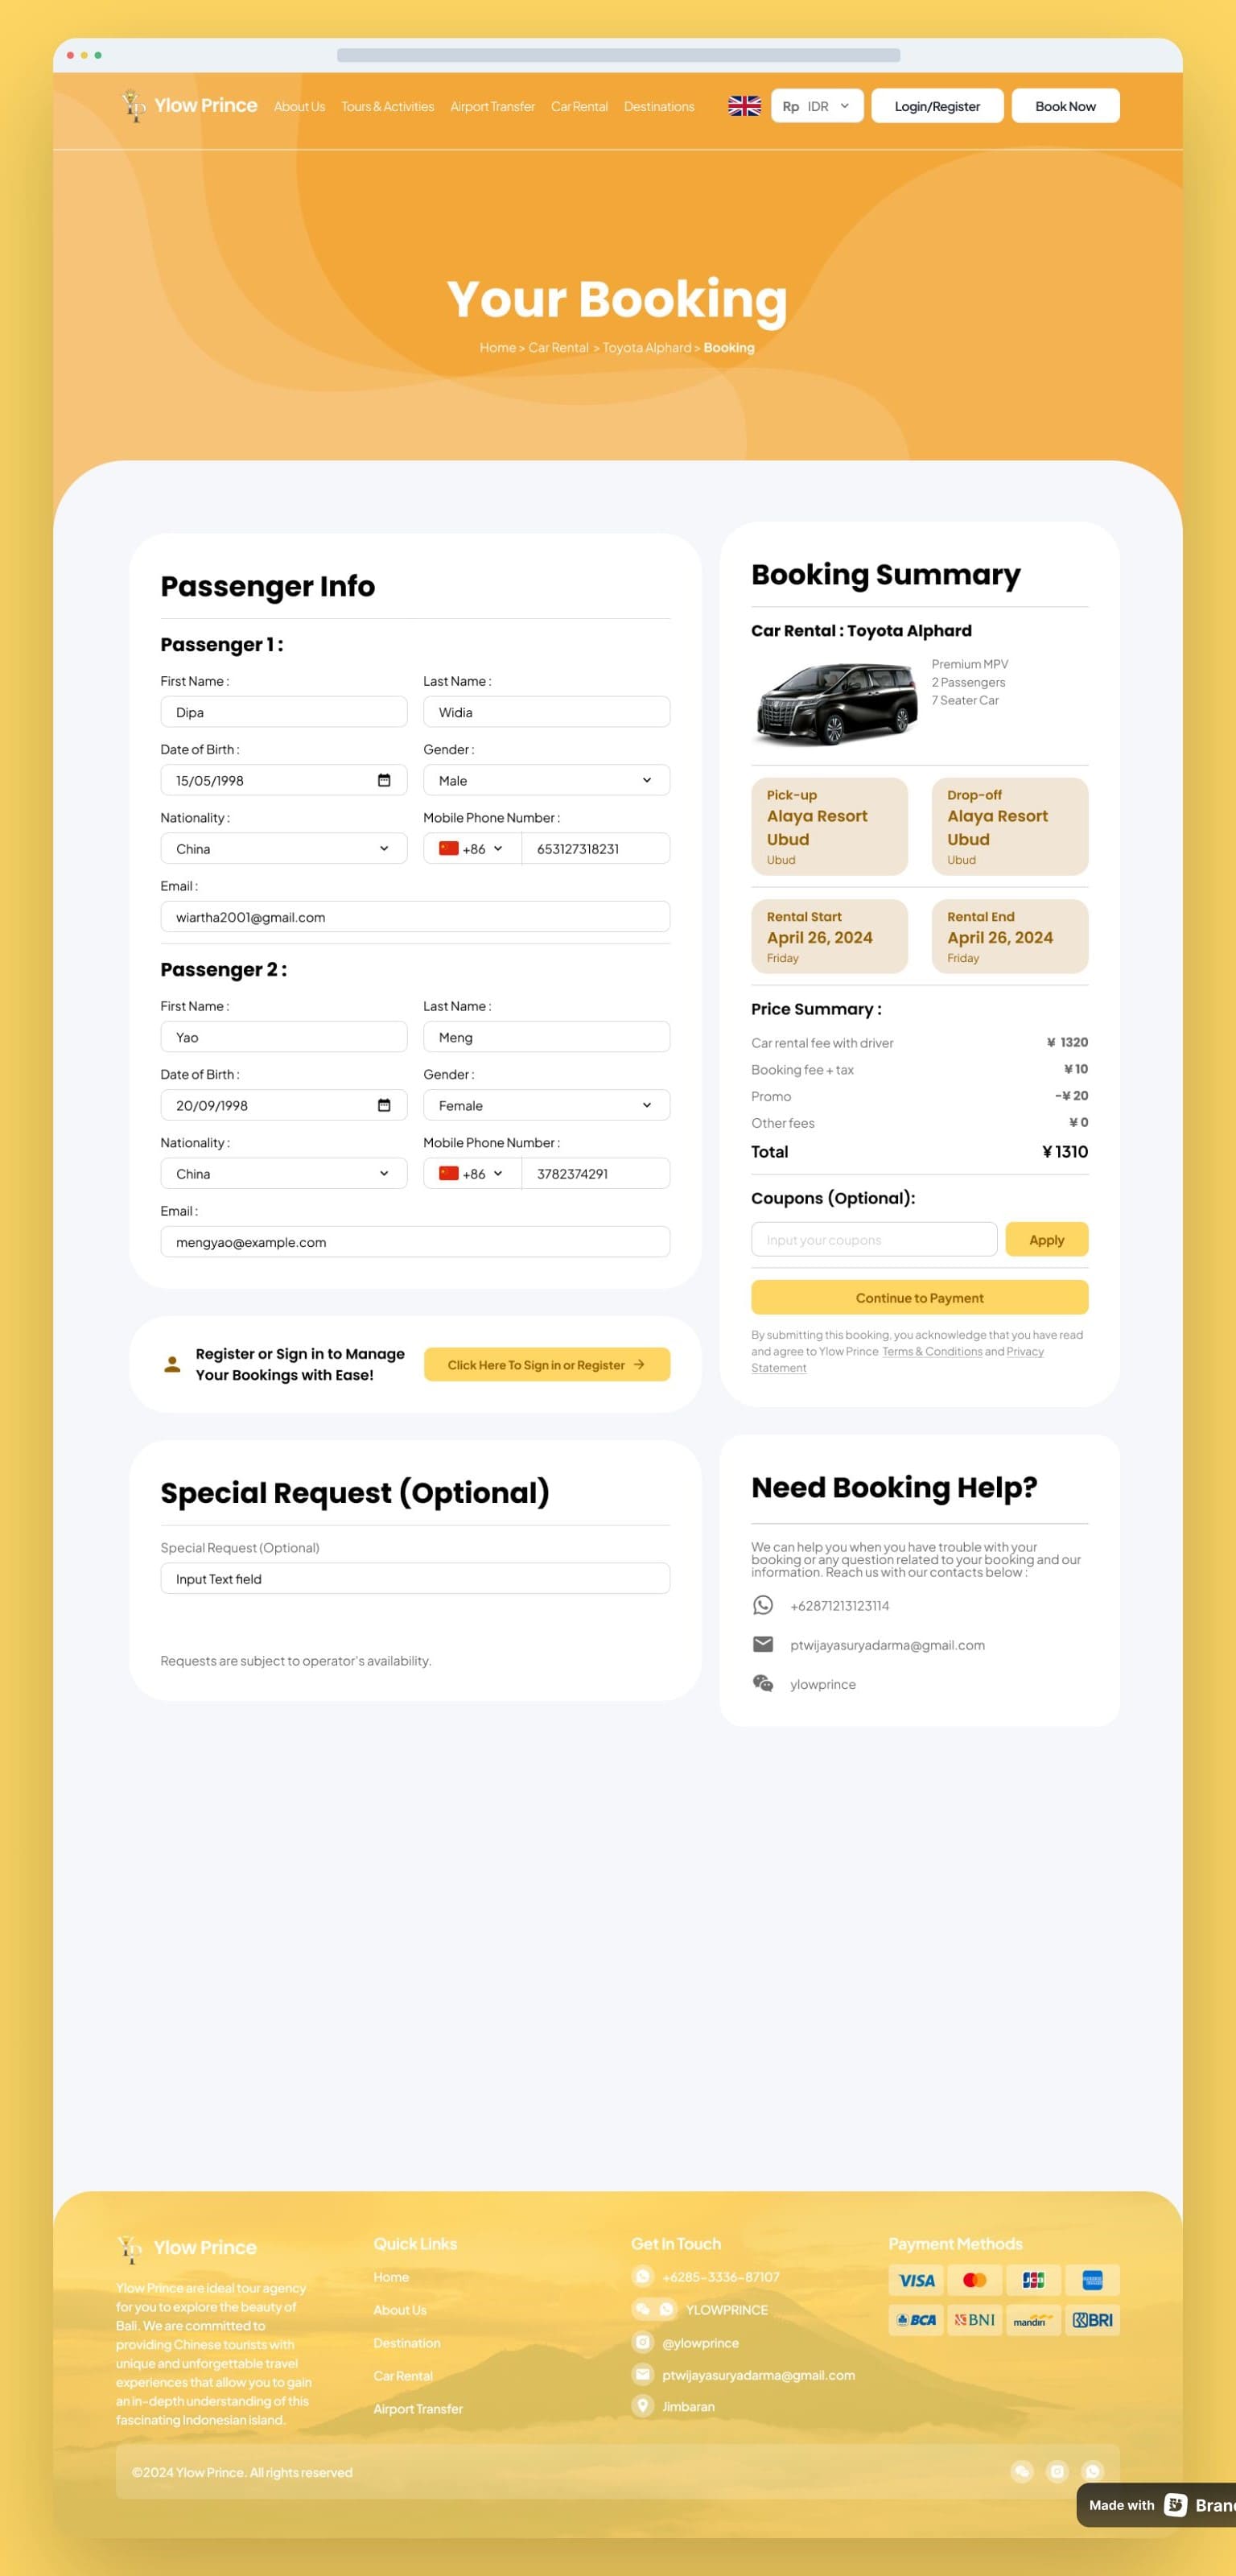 Ylow Prince
About Us
Tours & Activities
Airport Transfer
Car Rental
Destinations
Rp IDR
Login/Register
Book Now
Your Booking
Home > Car Rental > Toyota Alphard > Booking
Passenger Info
Passenger 1 :
First Name :
Last Name :
Dipa
Widia
Date of Birth :
Gender :
15/05/1998
Male
Nationality :
Mobile Phone Number :
China
+86
653127318231
Email :
wiartha2001@gmail.com
Passenger 2 :
First Name :
Last Name :
Yao
Meng
Date of Birth :
Gender :
20/09/1998
Female
Nationality :
Mobile Phone Number :
China
+86
3782374291
Email :
mengyao@example.com
Register or Sign in to Manage
Your Bookings with Ease!
Click Here To Sign in or Register
Special Request (Optional)
Special Request (Optional)
Input Text field
Requests are subject to operator's availability.
Booking Summary
Car Rental : Toyota Alphard
Premium MPV
2 Passengers
7 Seater Car
Pick-up
Alaya Resort
Ubud
Ubud
Drop-off
Alaya Resort
Ubud
Ubud
Rental Start
April 26, 2024
Friday
Rental End
April 26, 2024
Friday
Price Summary :
Car rental fee with driver ¥ 1320
Booking fee + tax ¥ 10
Promo -¥ 20
Other fees ¥ 0
Total ¥ 1310
Coupons (Optional):
Input your coupons
Apply
Continue to Payment
By submitting this booking, you acknowledge that you have read
and agree to Ylow Prince Terms & Conditions and Privacy
Statement
Need Booking Help?
We can help you when you have trouble with your
booking or any question related to your booking and our
information. Reach us with our contacts below :
+62871213123114
ptwijayasuryadarma@gmail.com
ylowprince
Ylow Prince
Ylow Prince are ideal tour agency
for you to explore the beauty of
Bali. We are committed to
providing Chinese tourists with
unique and unforgettable travel
experiences that allow you to gain
an in-depth understanding of this
fascinating Indonesian island.
Quick Links
Home
About Us
Destination
Car Rental
Airport Transfer
Get In Touch
+6285-3336-87107
YLOWPRINCE
@ylowprince
ptwijayasuryadarma@gmail.com
Jimbaran
Payment Methods
VISA
JCB
BCA
BNI
mandiri
BRI
©2024 Ylow Prince. All rights reserved
Made with